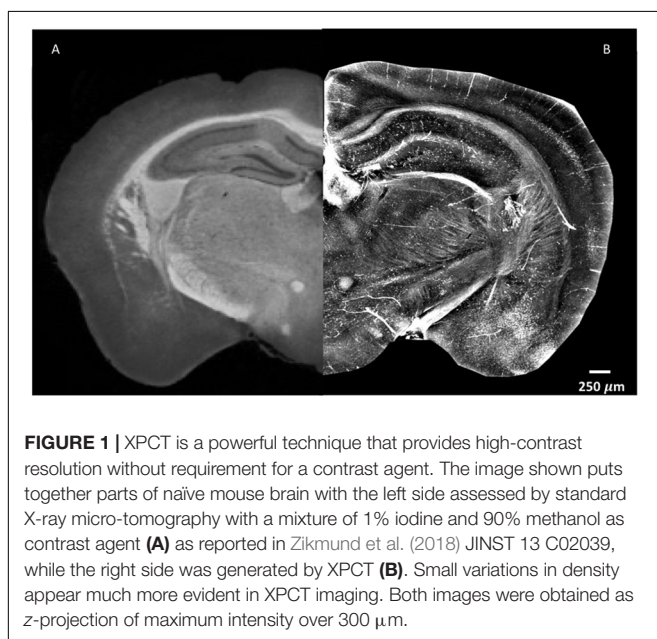 A
B
250 μm
FIGURE 1 | XPCT is a powerful technique that provides high-contrast
resolution without requirement for a contrast agent. The image shown puts
together parts of naïve mouse brain with the left side assessed by standard
X-ray micro-tomography with a mixture of 1% iodine and 90% methanol as
contrast agent (A) as reported in Zikmund et al. (2018) JINST 13 C02039,
while the right side was generated by XPCT (B). Small variations in density
appear much more evident in XPCT imaging. Both images were obtained as
z-projection of maximum intensity over 300 μm.